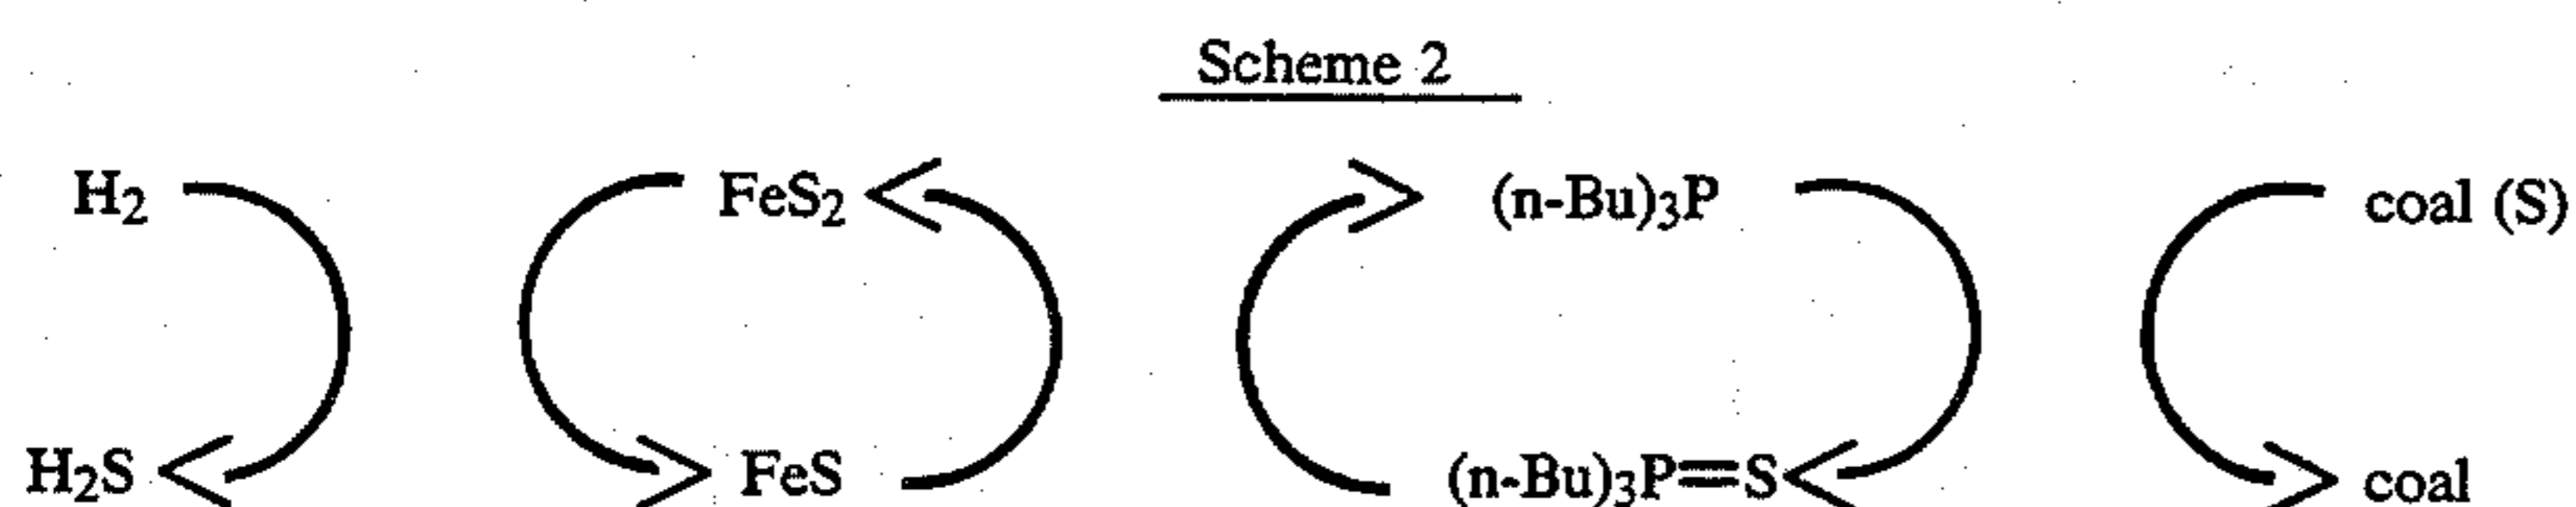 Scheme 2
H2 FeS2 (n-Bu)3P coal (S)
H2S FeS (n-Bu)3P=S coal